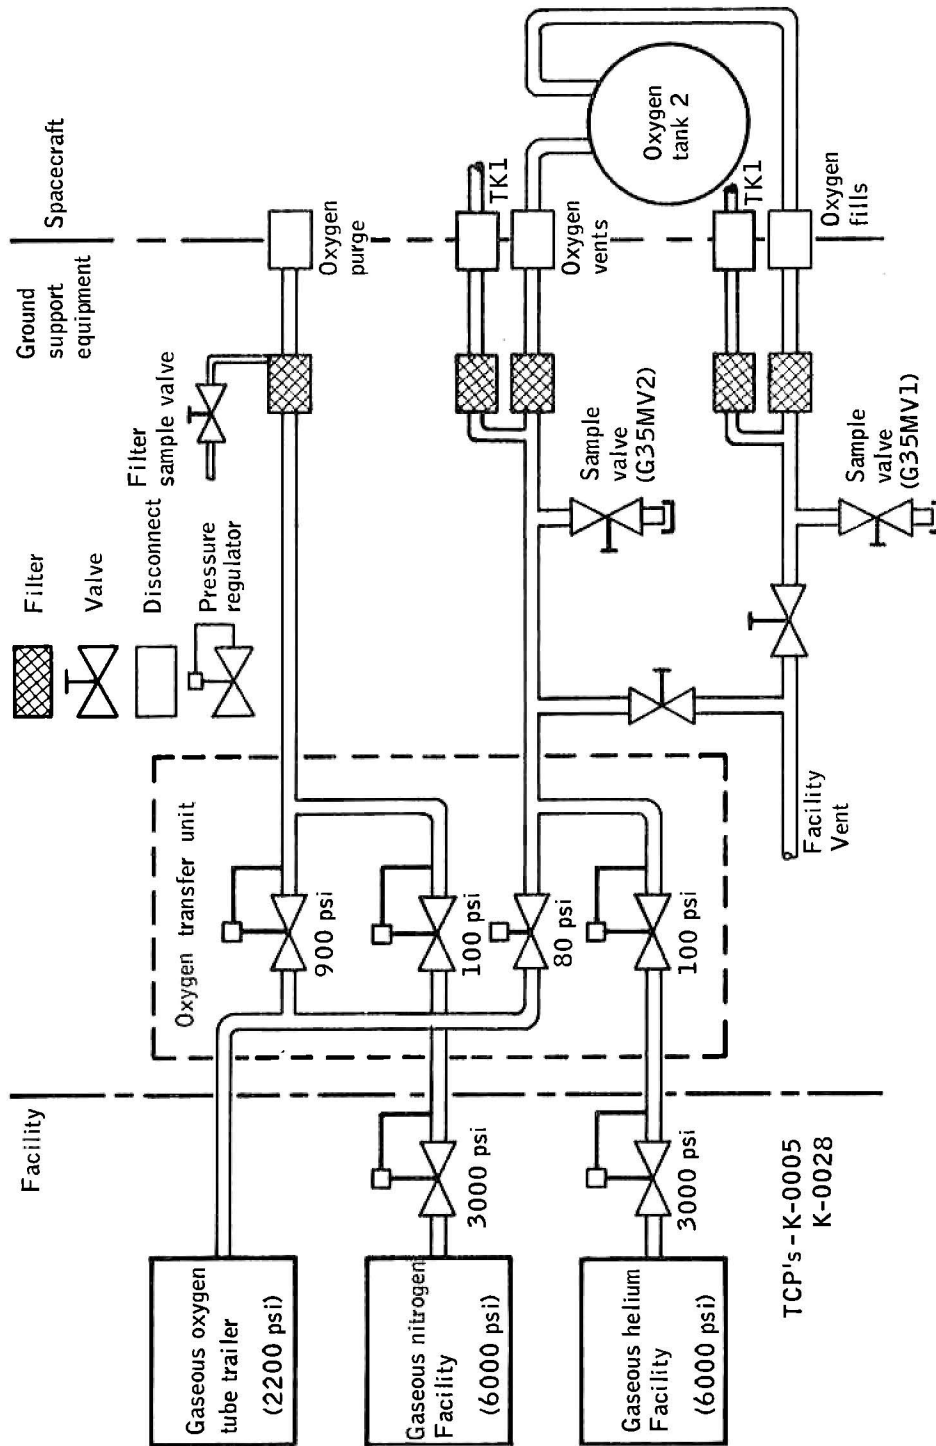 Facility
Gaseous oxygen
tube trailer
(2200 psi)
Gaseous nitrogen
Facility
(6000 psi)
Gaseous helium
Facility
(6000 psi)
3000 psi
3000 psi
TCP's-K-0005
K-0028
Oxygen transfer unit
900 psi
100 psi
80 psi
100 psi
Facility
Vent
Filter
Valve
Disconnect
Pressure
regulator
Ground
support
equipment
Filter
sample valve
Sample
valve
(G35MV2)
Sample
valve
(G35MV1)
Spacecraft
Oxygen
purge
TK1
Oxygen
vents
Oxygen
tank 2
TK1
Oxygen
fills